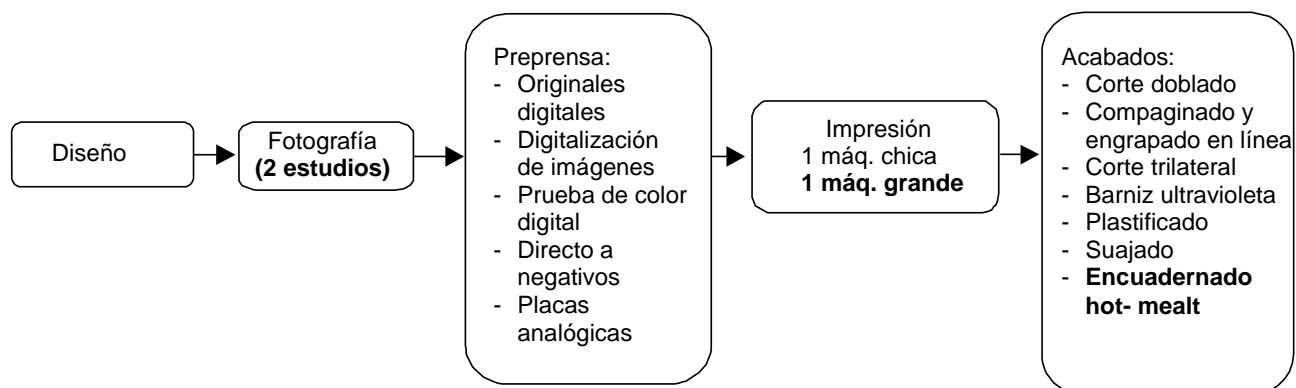 Diseño
Fotografía
(2 estudios)
Preprensa:
- Originales
digitales
- Digitalización
de imágenes
- Prueba de color
digital
- Directo a
negativos
- Placas
analógicas
Impresión
1 máq. chica
1 máq. grande
Acabados:
- Corte doblado
- Compaginado y
engrapado en línea
- Corte trilateral
- Barniz ultravioleta
- Plastificado
- Suajado
- Encuadernado
hot- mealt